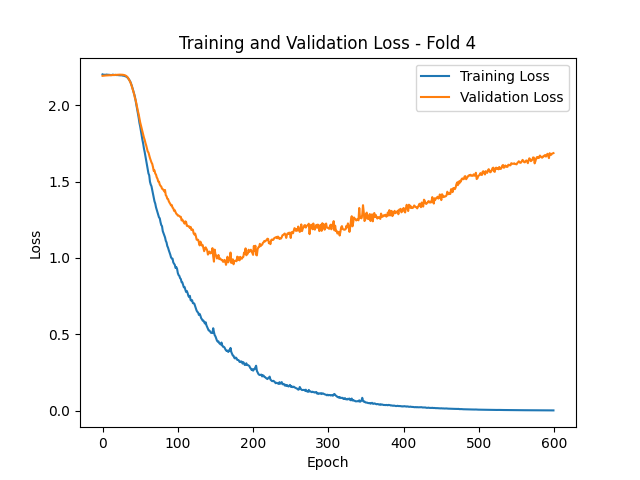 Training and Validation Loss - Fold 4
Training Loss
Validation Loss
2.0
1.5
1.0
0.5
0.0
Loss
0 100 200 300 400 500 600
Epoch